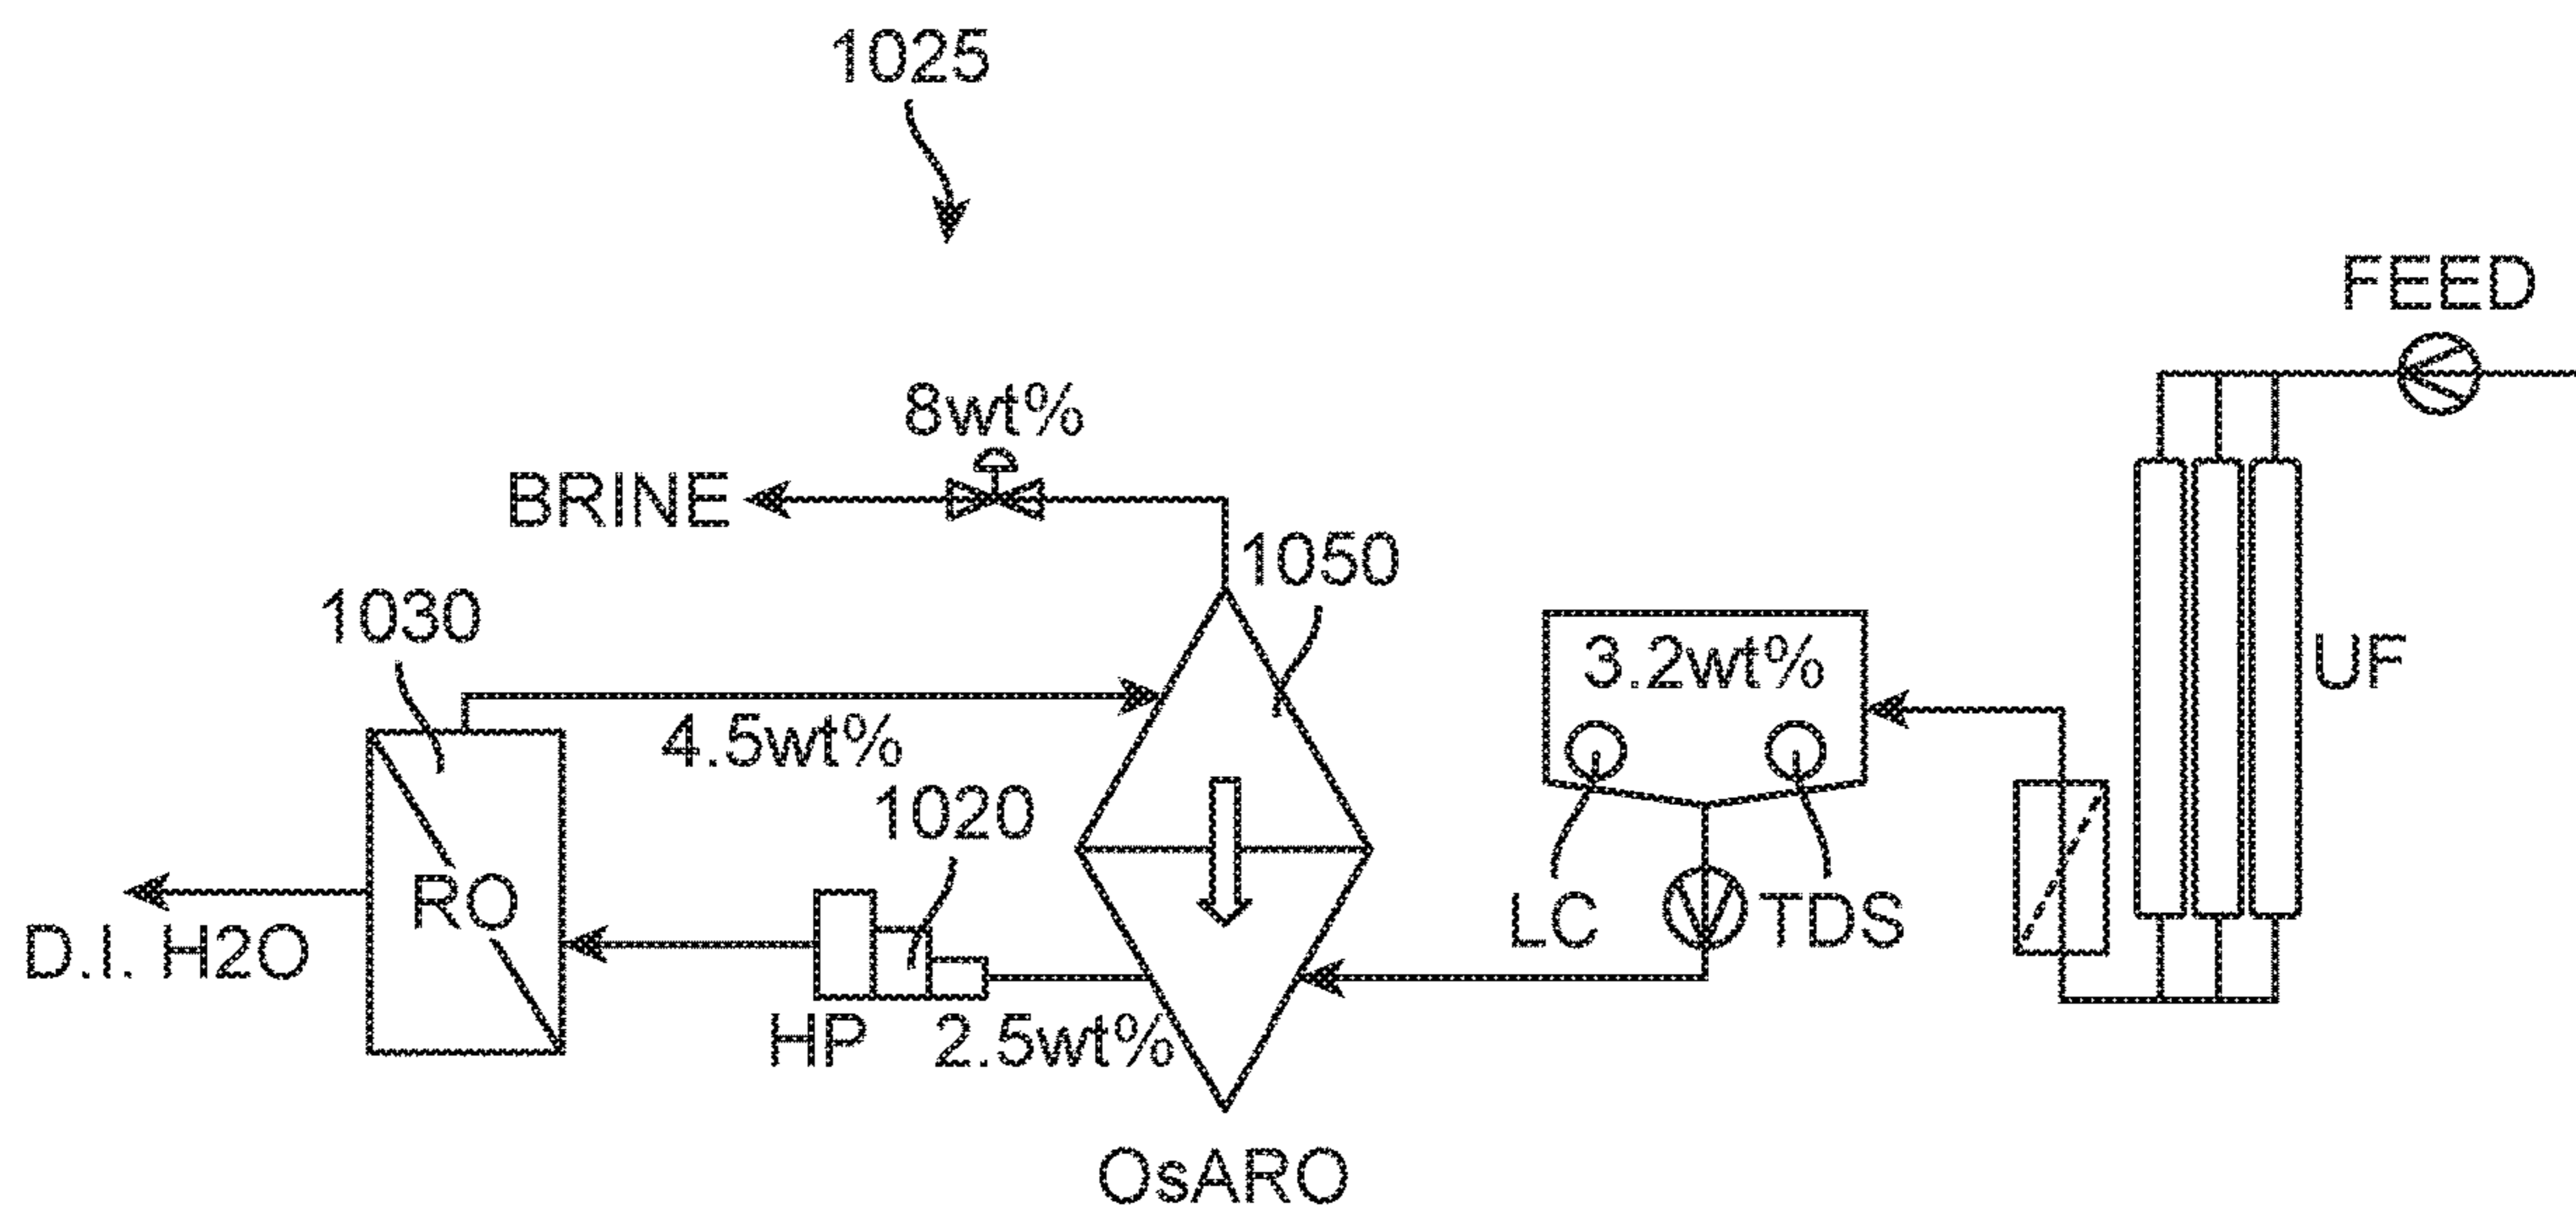 1025
FEED
8wt%
BRINE
1050
1030
3.2wt%
UF
4.5wt%
1020
RO
LC
TDS
D.I. H2O
HP
2.5wt%
OsARO